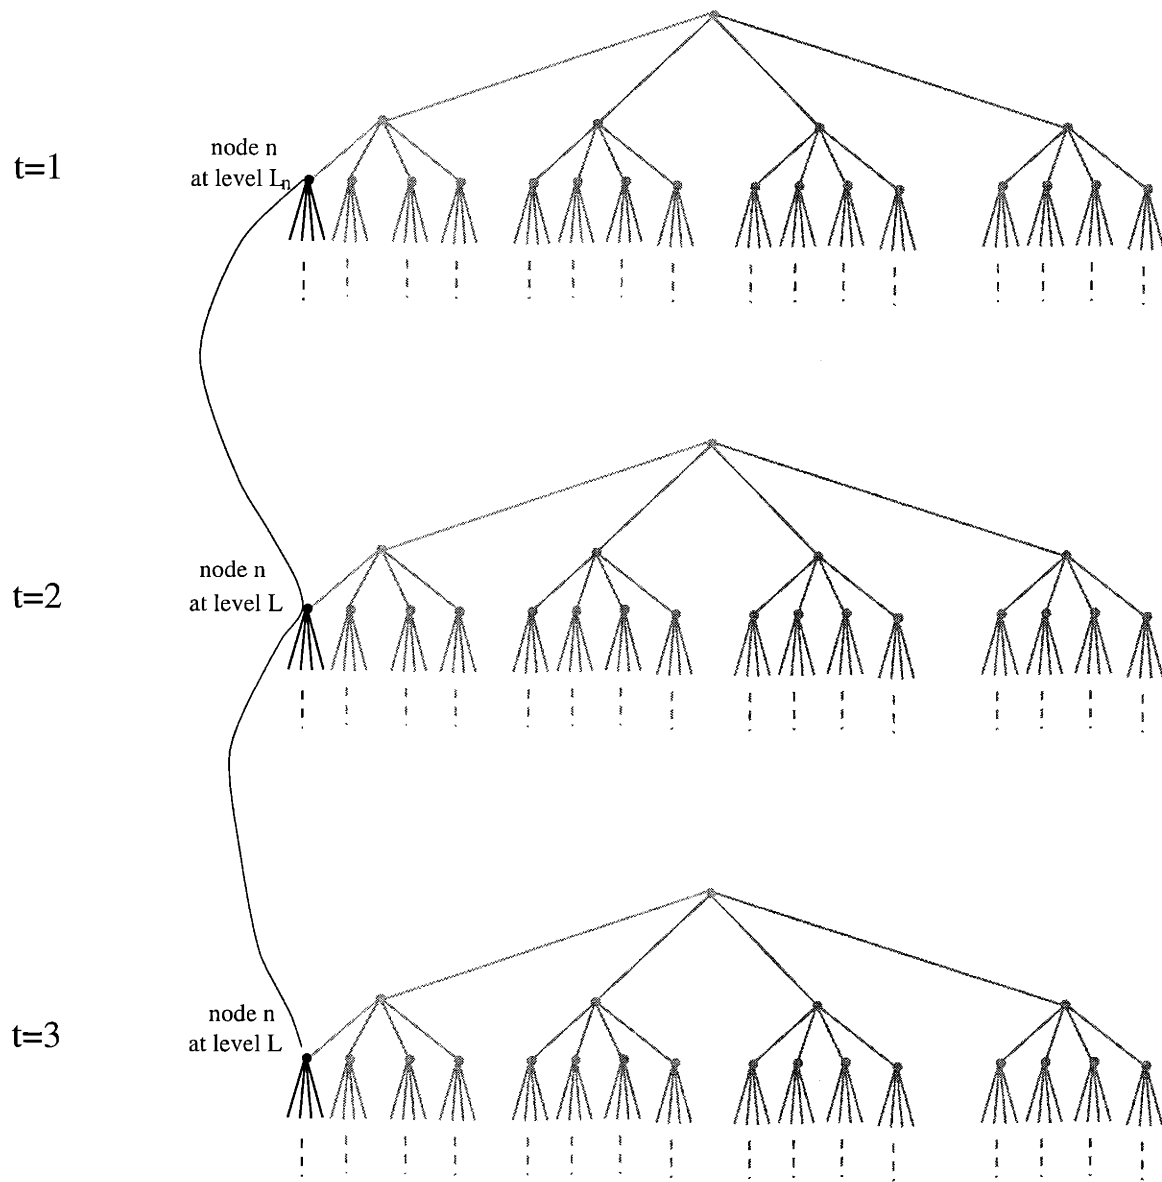 node n
t=1
at level Ln
node n
t=2
at level L
node n
t=3
at level L